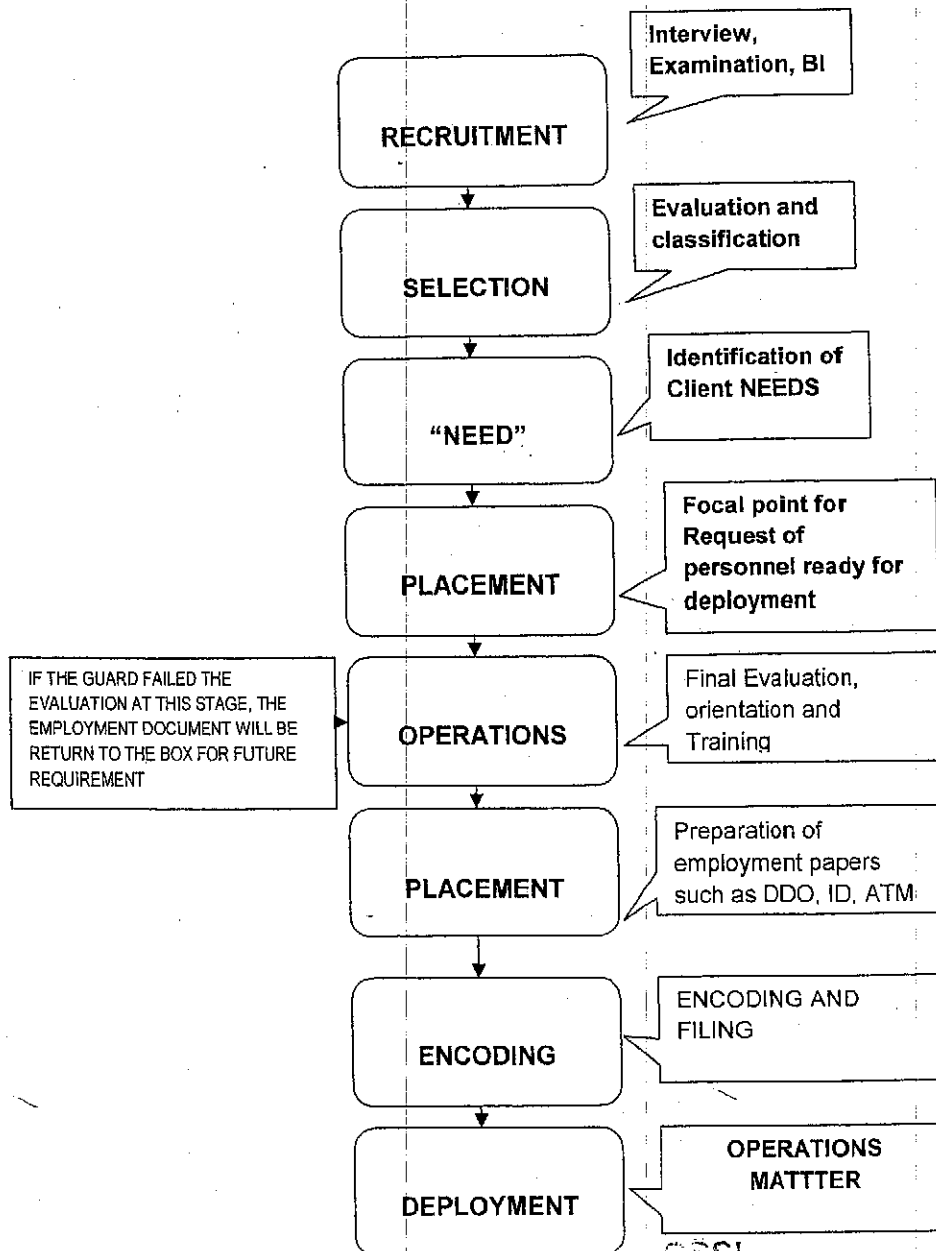 Interview,
Examination, BI
RECRUITMENT
Evaluation and
classification
SELECTION
Identification of
Client NEEDS
“NEED”
Focal point for
Request of
personnel ready for
deployment
PLACEMENT
IF THE GUARD FAILED THE
EVALUATION AT THIS STAGE, THE
EMPLOYMENT DOCUMENT WILL BE
RETURN TO THE BOX FOR FUTURE
REQUIREMENT
Final Evaluation,
orientation and
Training
OPERATIONS
Preparation of
employment papers
such as DDO, ID, ATM
PLACEMENT
ENCODING AND
FILING
ENCODING
OPERATIONS
MATTTER
DEPLOYMENT